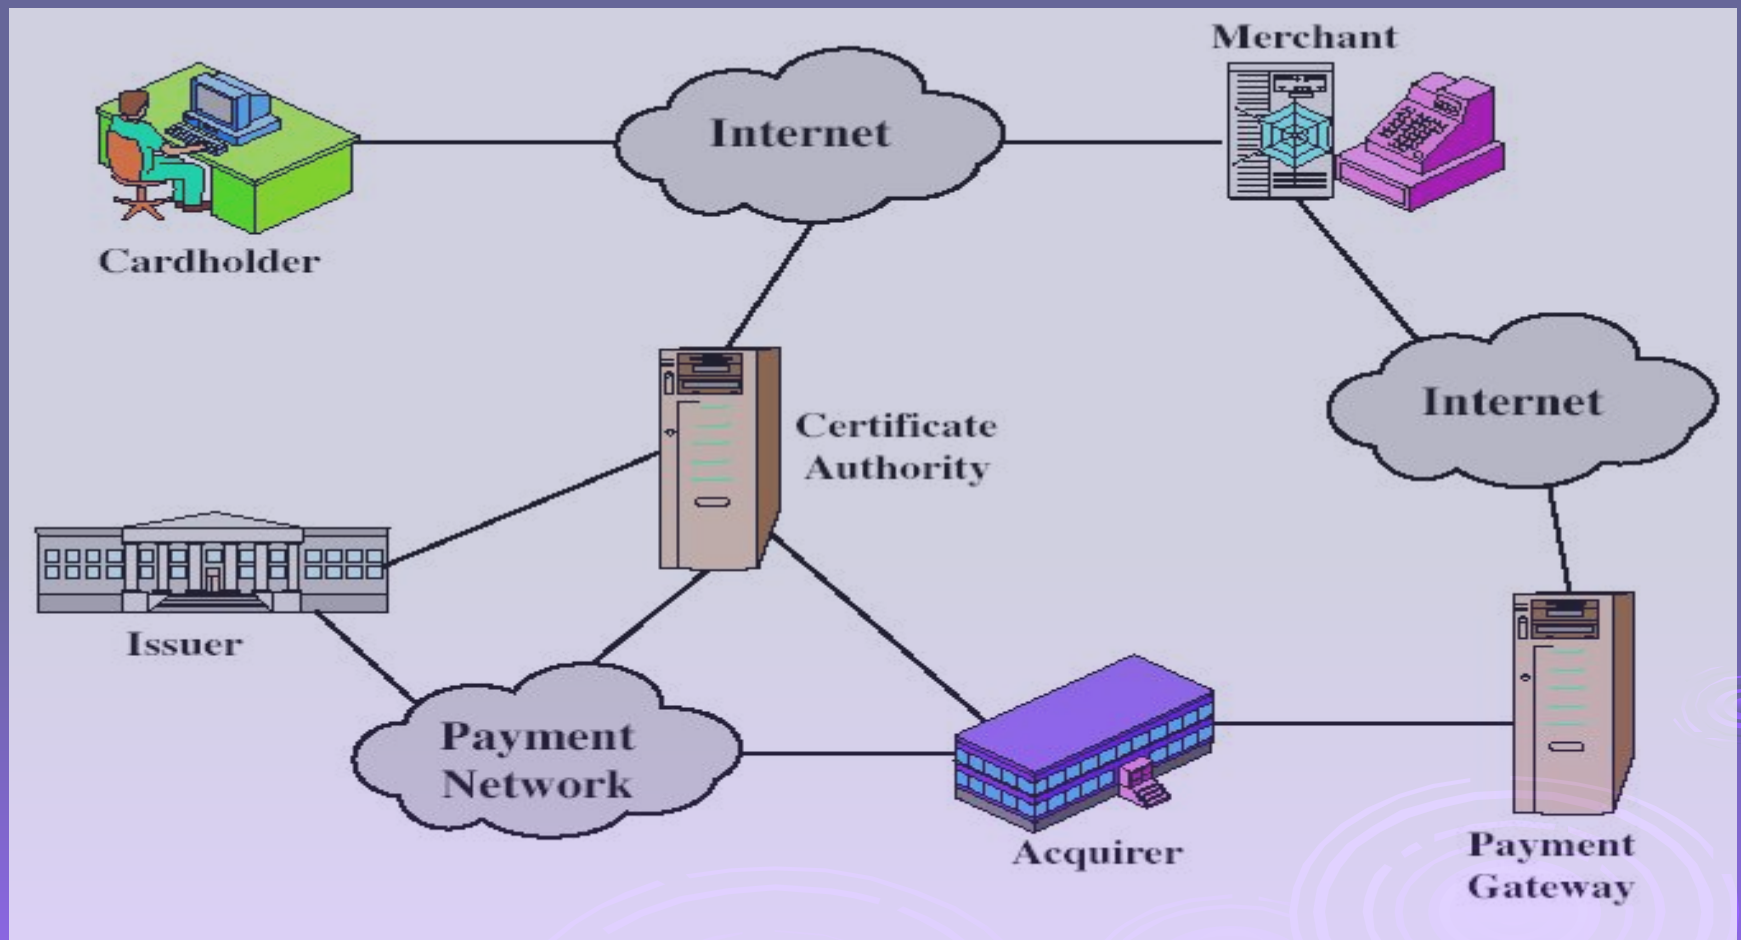 Merchant
Internet
Cardholder
Internet
Certificate
Authority
Issuer
Payment
Network
Acquirer
Payment
Gateway